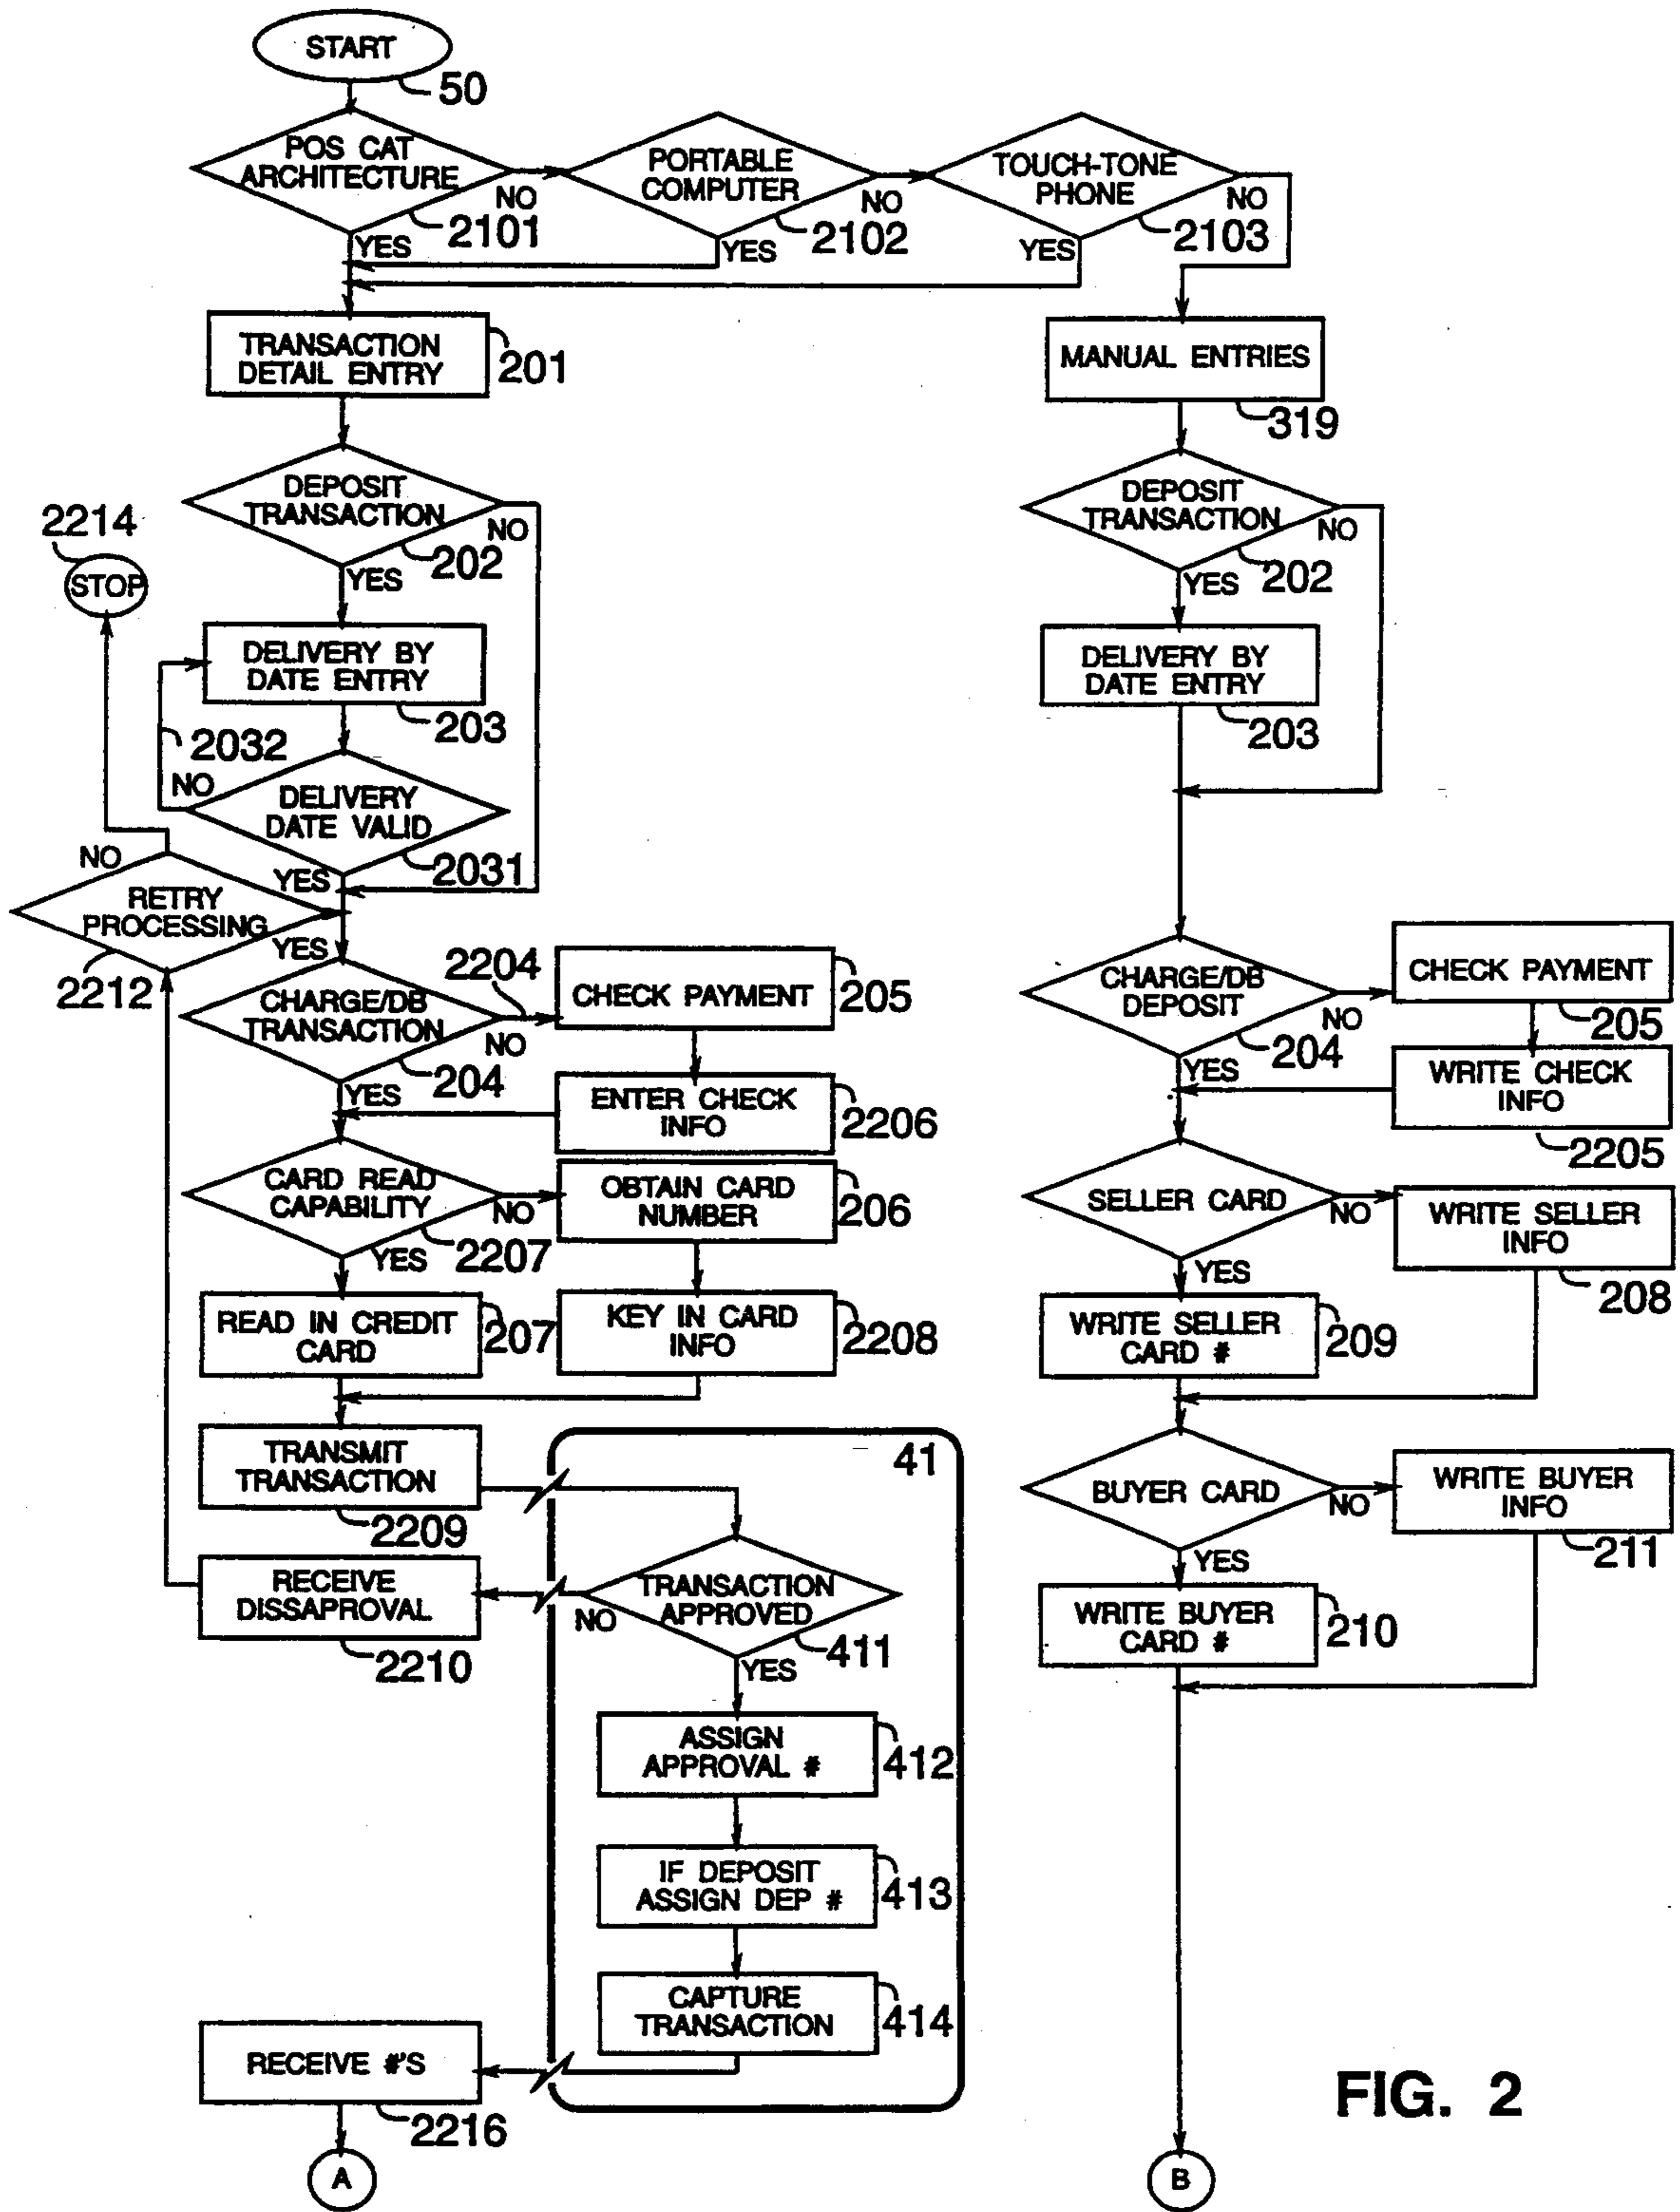 START
50
POS CAT
ARCHITECTURE
NO
2101
YES
PORTABLE
COMPUTER
NO
2102
YES
TOUCH-TONE
PHONE
NO
2103
YES
TRANSACTION
DETAIL ENTRY
201
DEPOSIT
TRANSACTION
NO
202
YES
2214
STOP
DELIVERY BY
DATE ENTRY
203
2032
NO
DELIVERY
DATE VALID
2031
YES
NO
RETRY
PROCESSING
YES
2212
CHARGE/DB
TRANSACTION
2204
NO
204
YES
CHECK PAYMENT
205
ENTER CHECK
INFO
2206
CARD READ
CAPABILITY
NO
2207
YES
OBTAIN CARD
NUMBER
206
READ IN CREDIT
CARD
207
KEY IN CARD
INFO
2208
TRANSMIT
TRANSACTION
2209
41
RECEIVE
DISSAPROVAL
2210
TRANSACTION
APPROVED
NO
411
YES
ASSIGN
APPROVAL #
412
IF DEPOSIT
ASSIGN DEP #
413
CAPTURE
TRANSACTION
414
RECEIVE #'S
2216
A
MANUAL ENTRIES
319
DEPOSIT
TRANSACTION
NO
202
YES
DELIVERY BY
DATE ENTRY
203
CHARGE/DB
DEPOSIT
NO
204
YES
CHECK PAYMENT
205
WRITE CHECK
INFO
2205
SELLER CARD
NO
YES
WRITE SELLER
INFO
208
WRITE SELLER
CARD #
209
BUYER CARD
NO
YES
WRITE BUYER
INFO
211
WRITE BUYER
CARD #
210
B
FIG. 2